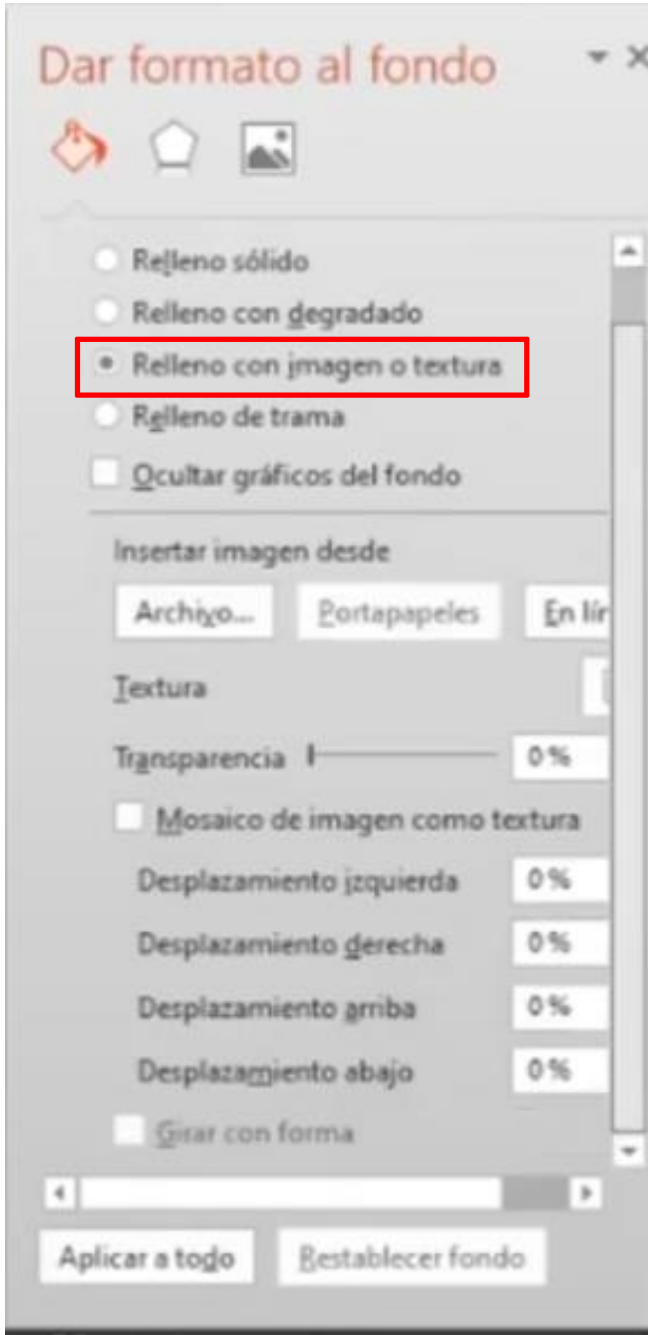 Dar formato al fondo
Relleno sólido
Relleno con degradado
Relleno con imagen o textura
Relleno de trama
Ocultar gráficos del fondo
Insertar imagen desde
Archivo... Portapapeles En lín
Textura
Transparencia 0 %
Mosaico de imagen como textura
Desplazamiento izquierda 0 %
Desplazamiento derecha 0 %
Desplazamiento arriba 0 %
Desplazamiento abajo 0 %
Girar con forma
Aplicar a todo Restablecer fondo